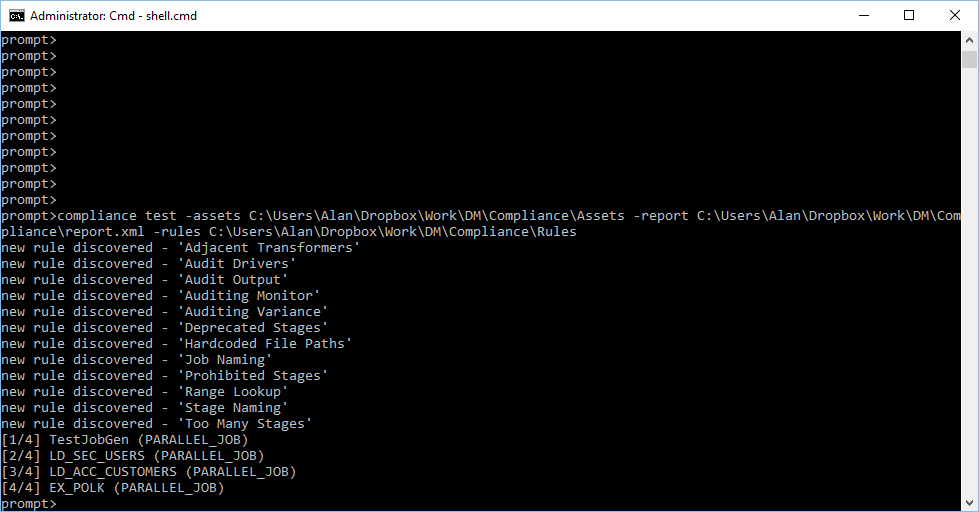 Administrator: Cmd - shell.cmd
prompt>
prompt>
prompt>
prompt>
prompt>
prompt>
prompt>
prompt>
prompt>
prompt>
prompt>
prompt>compliance test -assets C:\Users\Alan\Dropbox\Work\DM\Compliance\Assets -report C:\Users\Alan\Dropbox\Work\DM\Com
pliance\report.xml -rules C:\Users\Alan\Dropbox\Work\DM\Compliance\Rules
new rule discovered - 'Adjacent Transformers'
new rule discovered - 'Audit Drivers'
new rule discovered - 'Audit Output'
new rule discovered - 'Auditing Monitor'
new rule discovered - 'Auditing Variance'
new rule discovered - 'Deprecated Stages'
new rule discovered - 'Hardcoded File Paths'
new rule discovered - 'Job Naming'
new rule discovered - 'Prohibited Stages'
new rule discovered - 'Range Lookup'
new rule discovered - 'Stage Naming'
new rule discovered - 'Too Many Stages'
[1/4] TestJobGen (PARALLEL_JOB)
[2/4] LD_SEC_USERS (PARALLEL_JOB)
[3/4] LD_ACC_CUSTOMERS (PARALLEL_JOB)
[4/4] EX_POLK (PARALLEL_JOB)
prompt>